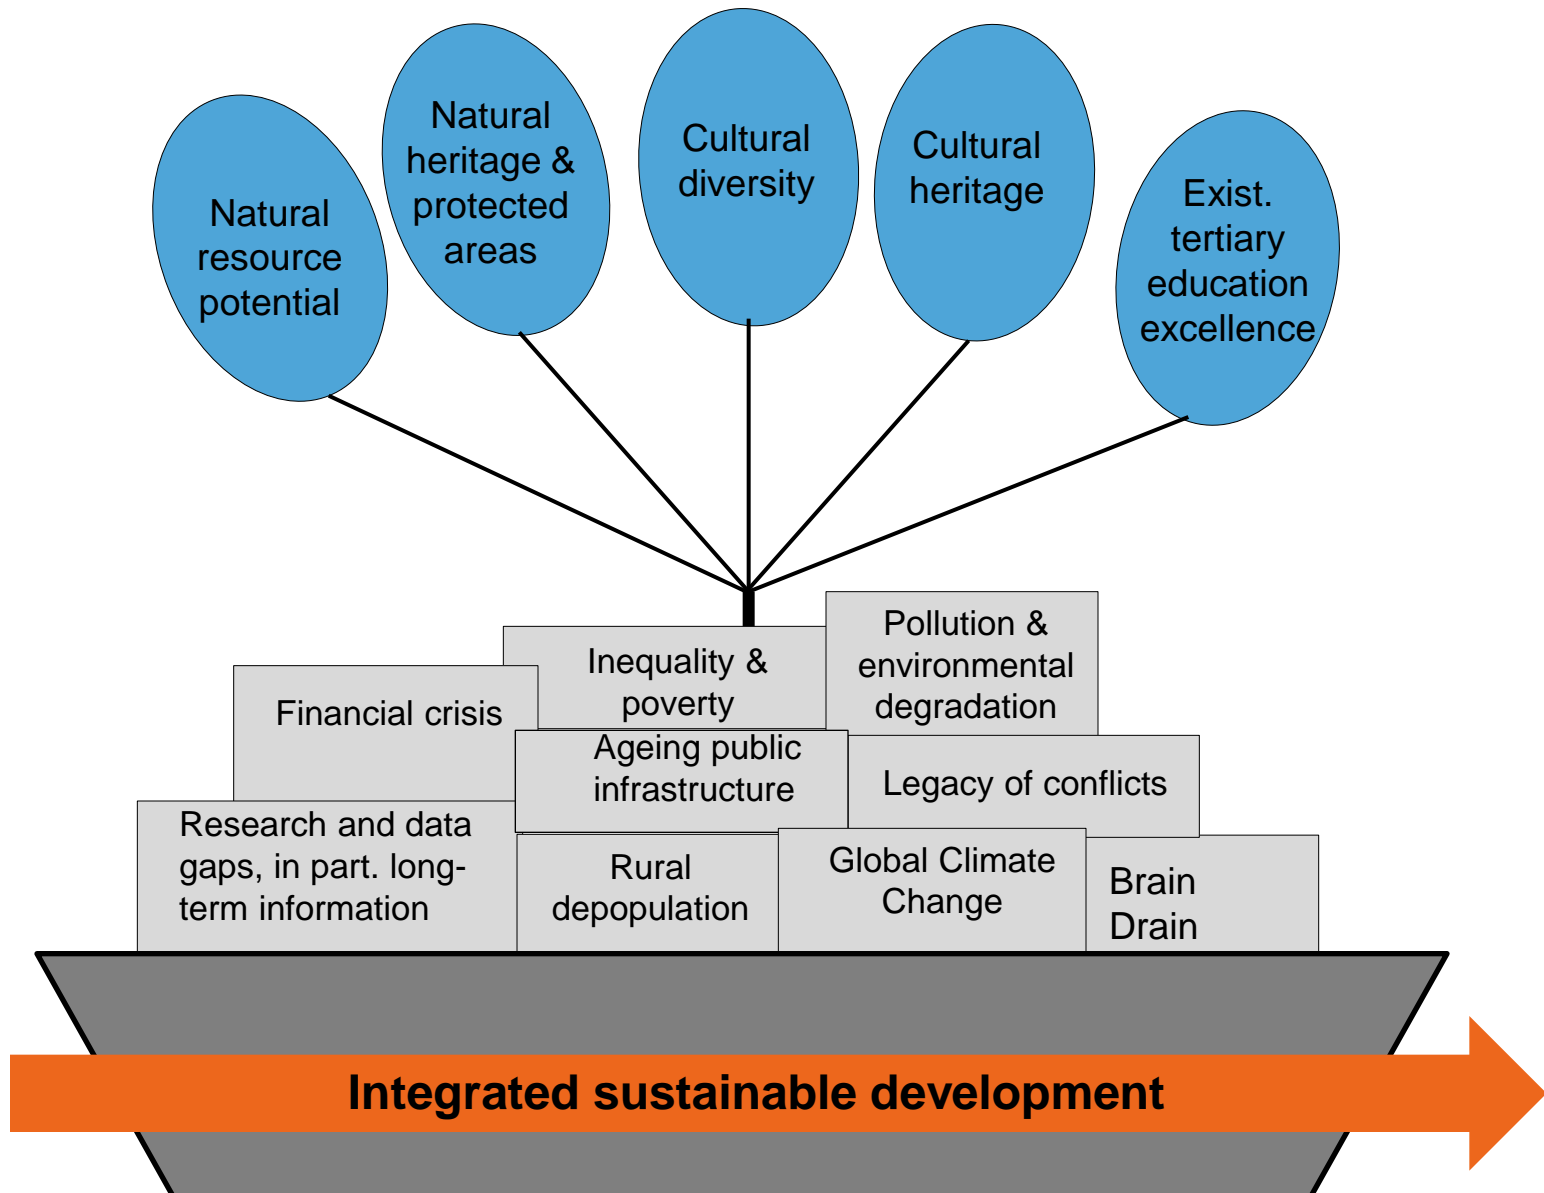 Natural
resource
potential
Natural
heritage &
protected
areas
Cultural
diversity
Cultural
heritage
Exist.
tertiary
education
excellence
Inequality &
poverty
Pollution &
environmental
degradation
Financial crisis
Ageing public
infrastructure
Legacy of conflicts
Research and data
gaps, in part. long-
term information
Rural
depopulation
Global Climate
Change
Brain
Drain
Integrated sustainable development